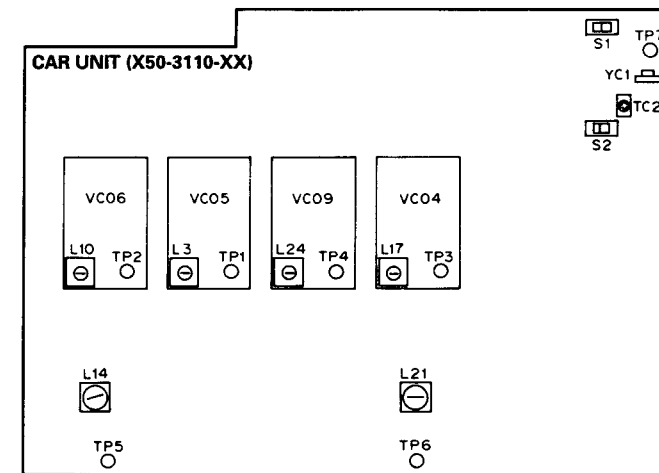 CAR UNIT (X50-3110-XX)
S1
TP7
YC1
TC2
S2
VCO6 VCO5 VCO9 VCO4
L10 TP2 L3 TP1 L24 TP4 L17 TP3
L14 L21
TP5 TP6